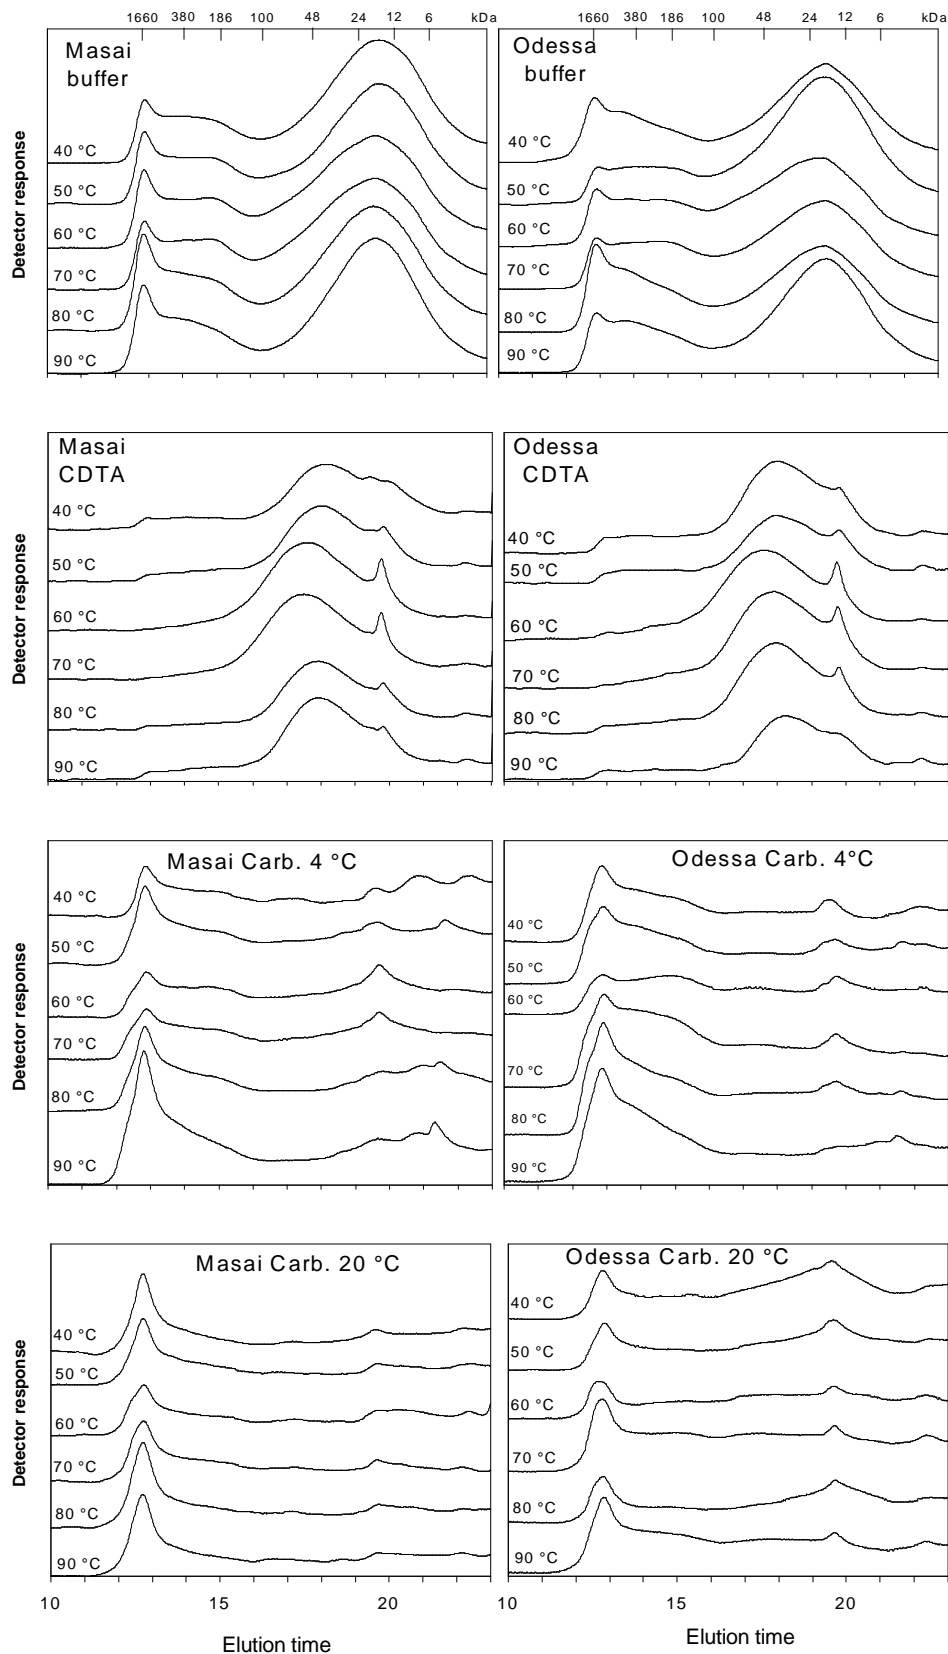 1660 380 186 100 48 24 12 6 kDa
1660 380 186 100 48 24 12 6 kDa
Masai
buffer
40 °C
50 °C
60 °C
70 °C
80 °C
90 °C
Detector response
Odessa
buffer
40 °C
50 °C
60 °C
70 °C
80 °C
90 °C
Masai
CDTA
40 °C
50 °C
60 °C
70 °C
80 °C
90 °C
Detector response
Odessa
CDTA
40 °C
50 °C
60 °C
70 °C
80 °C
90 °C
Masai Carb. 4 °C
40 °C
50 °C
60 °C
70 °C
80 °C
90 °C
Detector response
Odessa Carb. 4°C
40 °C
50 °C
60 °C
70 °C
80 °C
90 °C
Masai Carb. 20 °C
40 °C
50 °C
60 °C
70 °C
80 °C
90 °C
Detector response
Odessa Carb. 20 °C
40 °C
50 °C
60 °C
70 °C
80 °C
90 °C
10 15 20
10 15 20
Elution time
Elution time